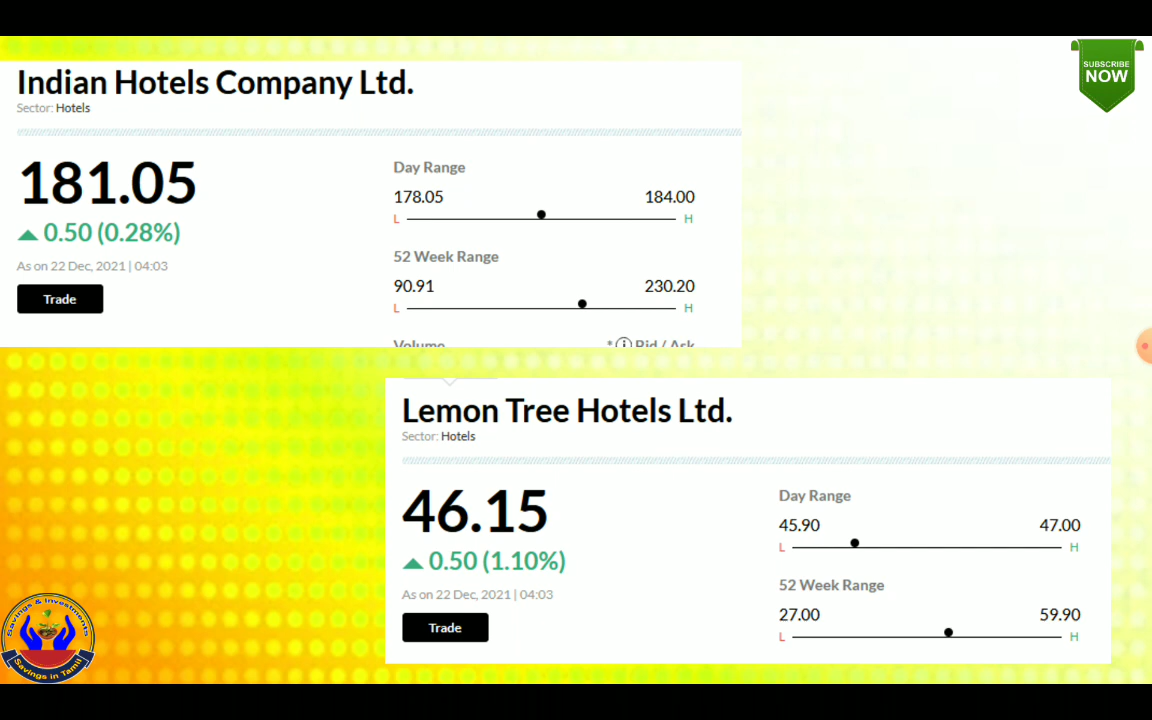 SUBSCRIBE
NOW
Indian Hotels Company Ltd.
Sector: Hotels
181.05
0.50 (0.28%)
As on 22 Dec, 2021 | 04:03
Trade
Day Range
178.05 184.00
L H
52 Week Range
90.91 230.20
L H
Volume * i Bid / Ask
Lemon Tree Hotels Ltd.
Sector: Hotels
46.15
0.50 (1.10%)
As on 22 Dec, 2021 | 04:03
Trade
Day Range
45.90 47.00
L H
52 Week Range
27.00 59.90
L H
Savings & Investments
Savings in Tamil